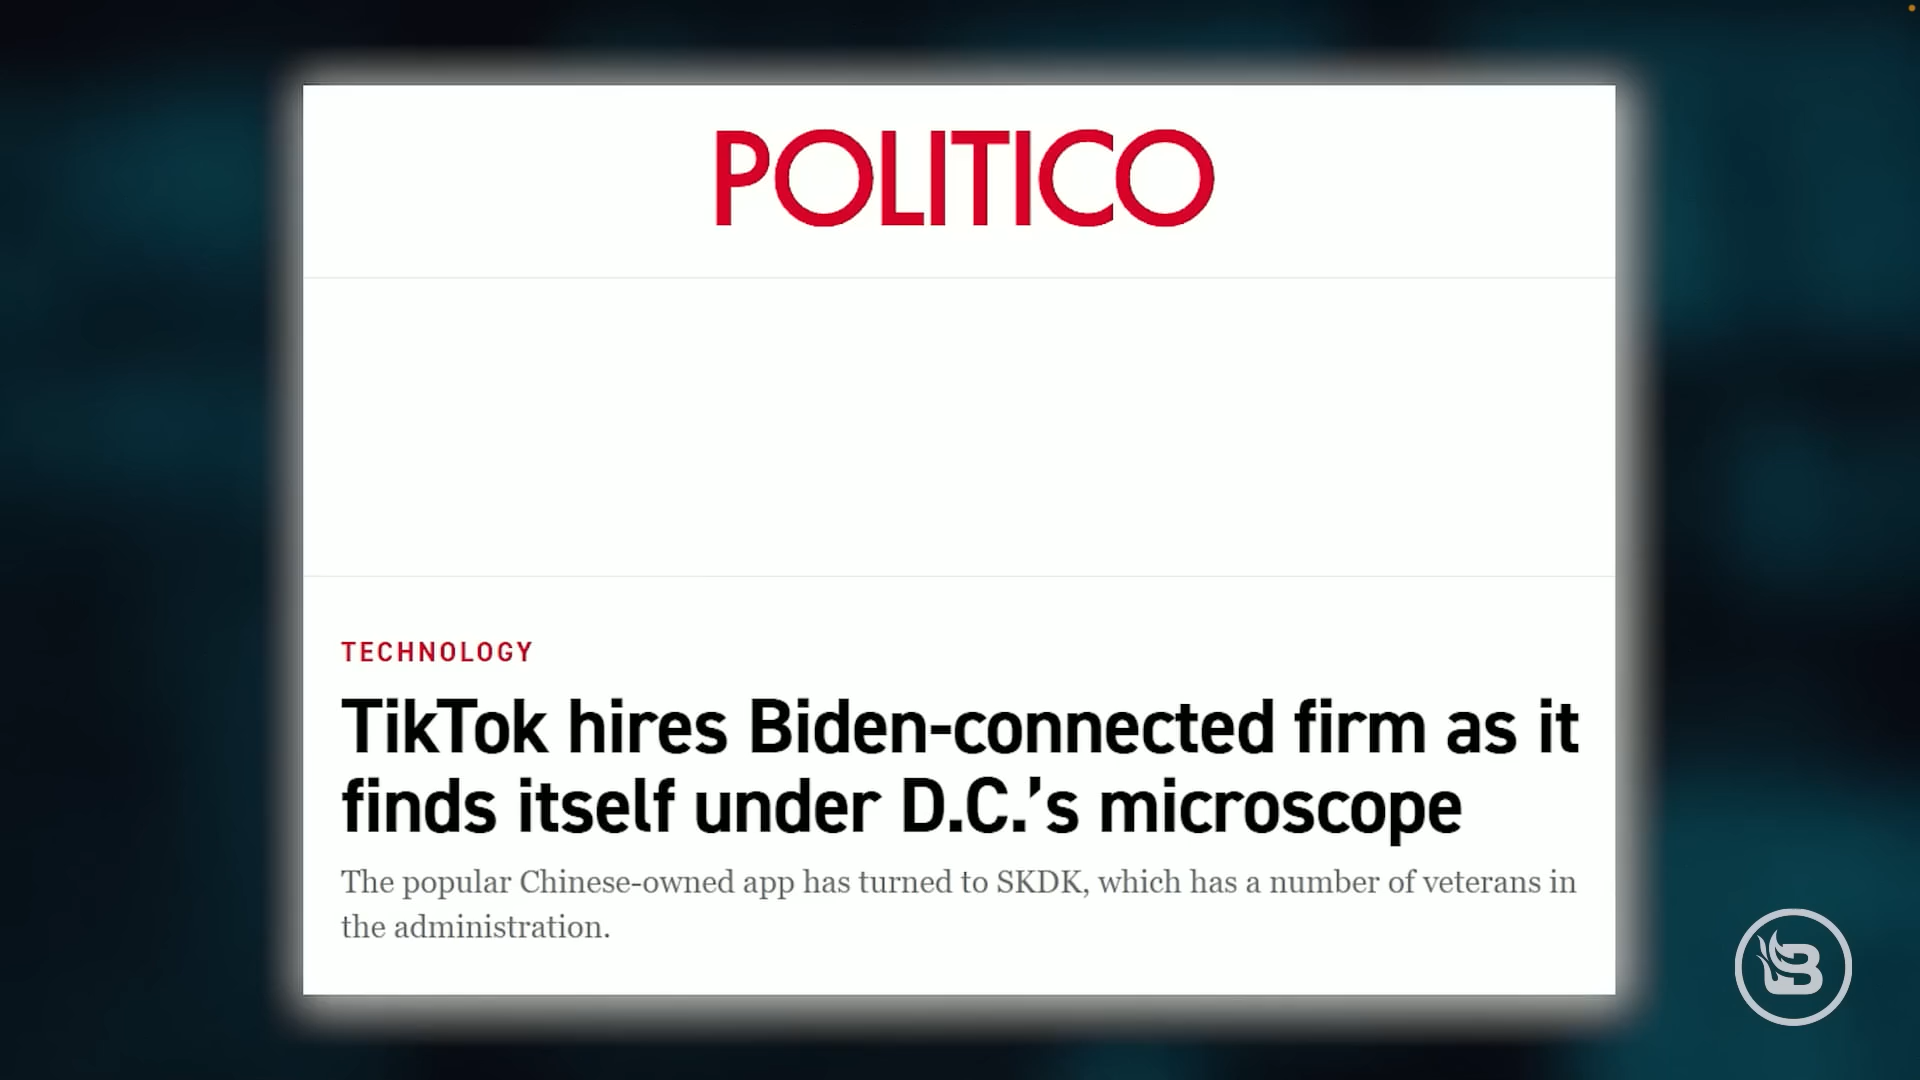 POLITICO
TECHNOLOGY
TikTok hires Biden-connected firm as it
finds itself under D.C.’s microscope
The popular Chinese-owned app has turned to SKDK, which has a number of veterans in
the administration.
B